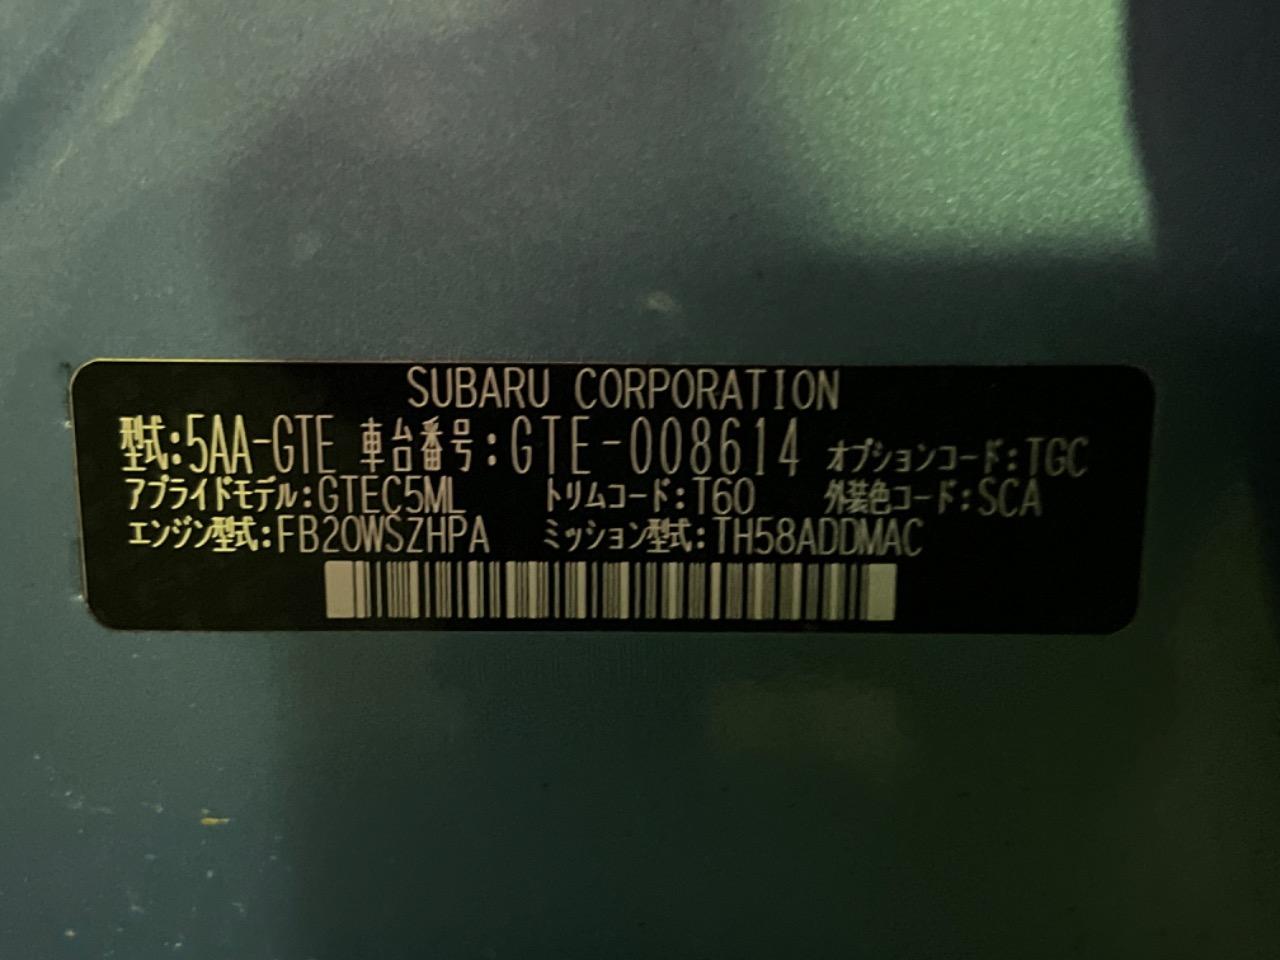 SUBARU CORPORATION
型式:5AA-GTE 車台番号:GTE-008614 オプションコード:TGC
アプライドモデル:GTEC5ML トリムコード:T60 外装色コード:SCA
エンジン型式:FB20WSZHPA ミッション型式:TH58ADDMAC